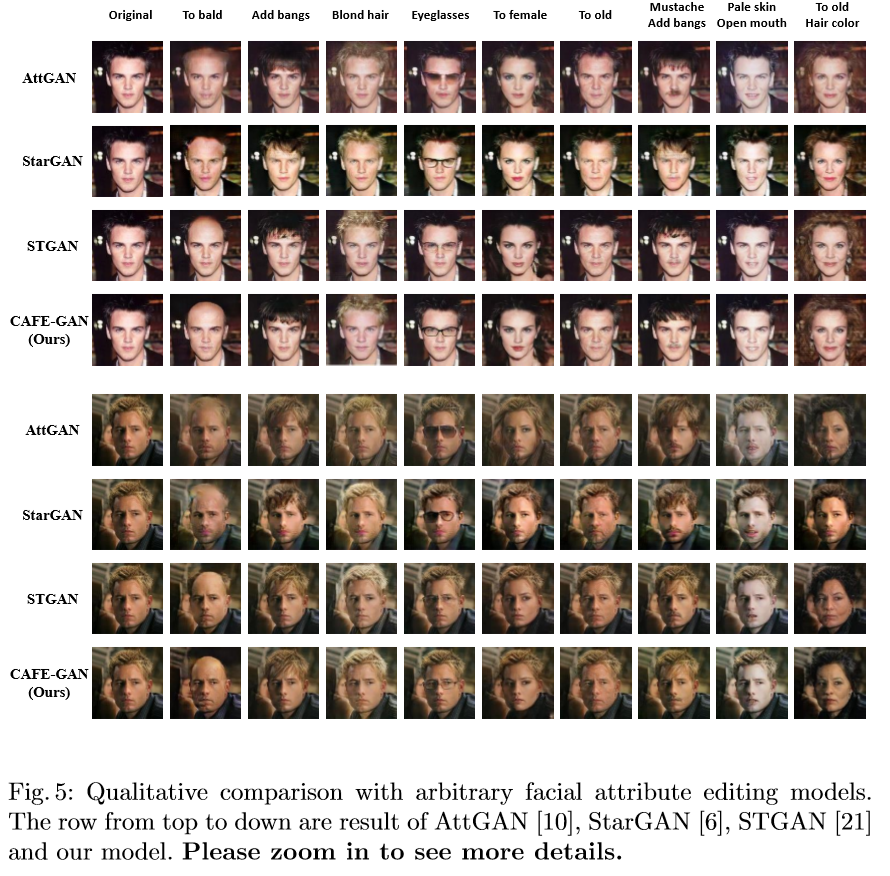 Original To bald Add bangs Blond hair Eyeglasses To female To old Mustache Add bangs Pale skin Open mouth To old Hair color
AttGAN
StarGAN
STGAN
CAFE-GAN
(Ours)
AttGAN
StarGAN
STGAN
CAFE-GAN
(Ours)
Fig. 5: Qualitative comparison with arbitrary facial attribute editing models.
The row from top to down are result of AttGAN [10], StarGAN [6], STGAN [21]
and our model. Please zoom in to see more details.